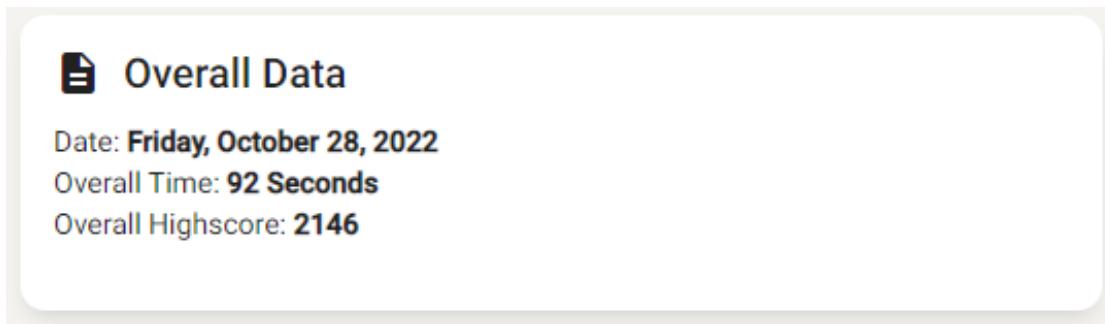 Overall Data
Date: Friday, October 28, 2022
Overall Time: 92 Seconds
Overall Highscore: 2146